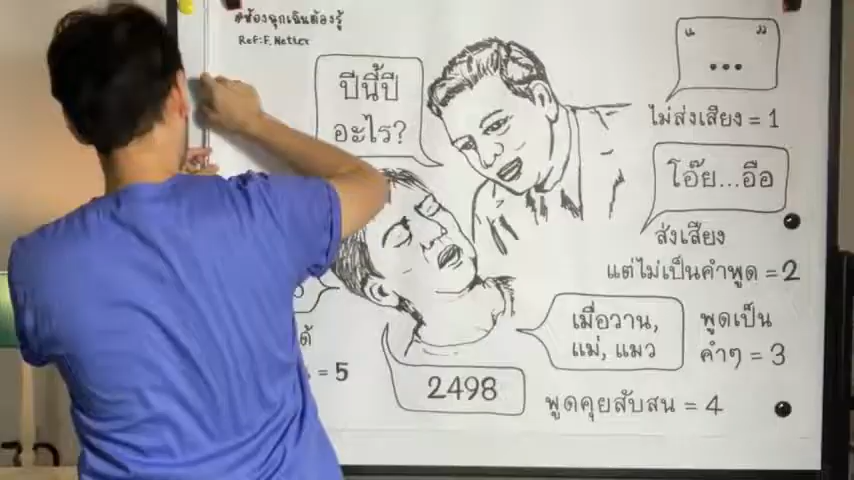 #ห้องฉุกเฉินต้องรู้
Ref:F. Netter
ปีนี้ปี
อะไร?
" "
...
ไม่ส่งเสียง = 1
โอ๊ย...อือ
ส่งเสียง
แต่ไม่เป็นคำพูด = 2
เมื่อวาน,
แม่, แมว
พูดเป็น
คำๆ = 3
2498
พูดคุยสับสน = 4
= 5